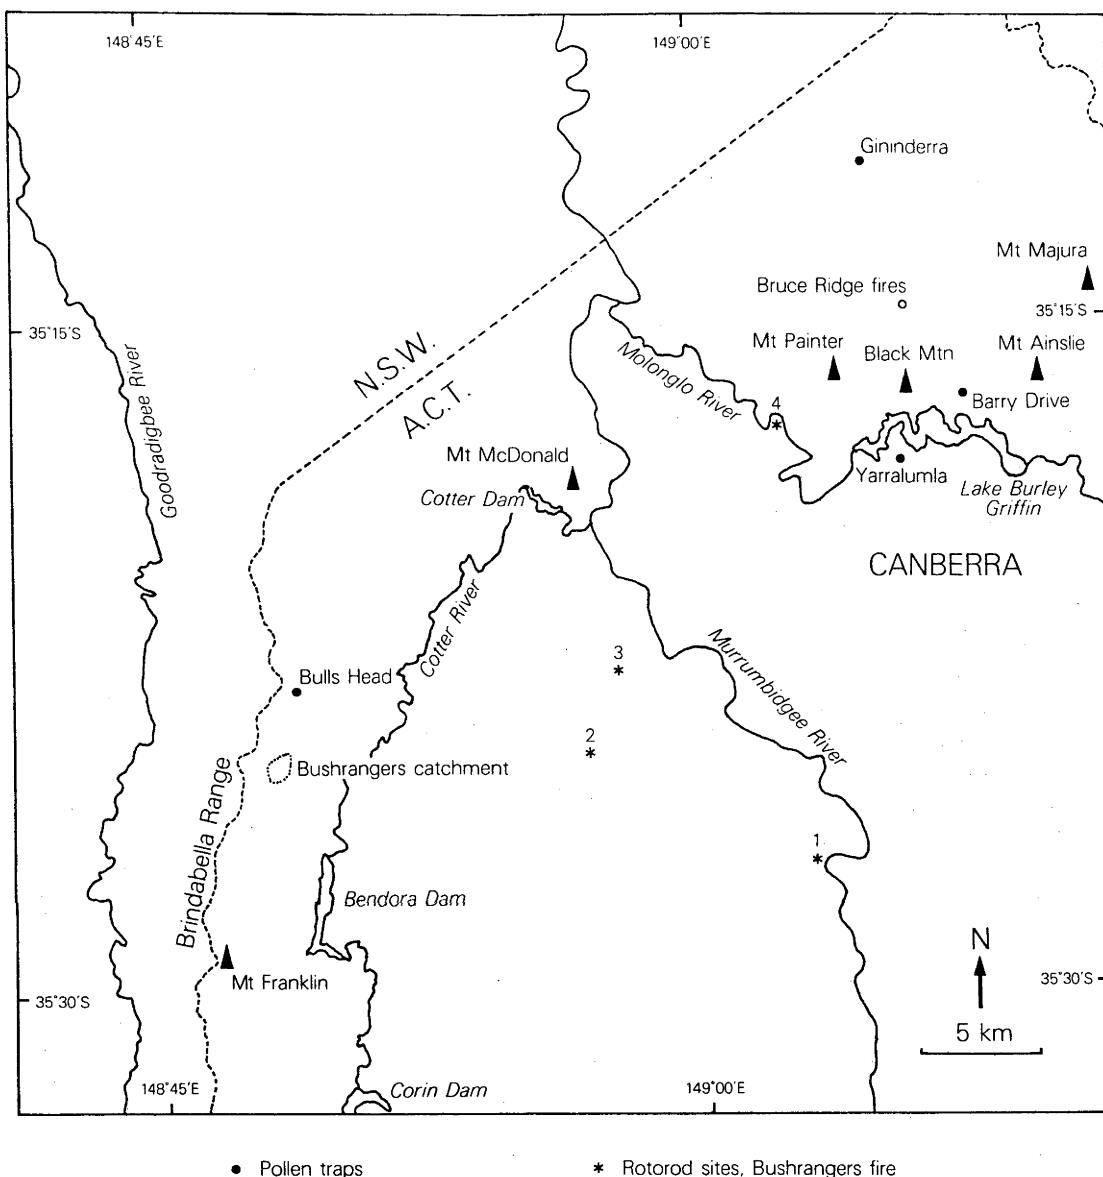 148°45'E
149°00'E
Gininderra
Mt Majura
Bruce Ridge fires
35°15'S
35°15'S
Mt Painter
Black Mtn
Mt Ainslie
N.S.W.
A.C.T.
Molonglo River
Goodradigbee River
4
Barry Drive
Mt McDonald
Yarralumla
Lake Burley
Griffin
Cotter Dam
CANBERRA
Cotter River
Murrumbidgee River
3
Bulls Head
2
Bushrangers catchment
Brindabella Range
1
Bendora Dam
N
Mt Franklin
35°30'S
35°30'S
5 km
148°45'E
149°00'E
Corin Dam
Pollen traps
Rotorod sites, Bushrangers fire